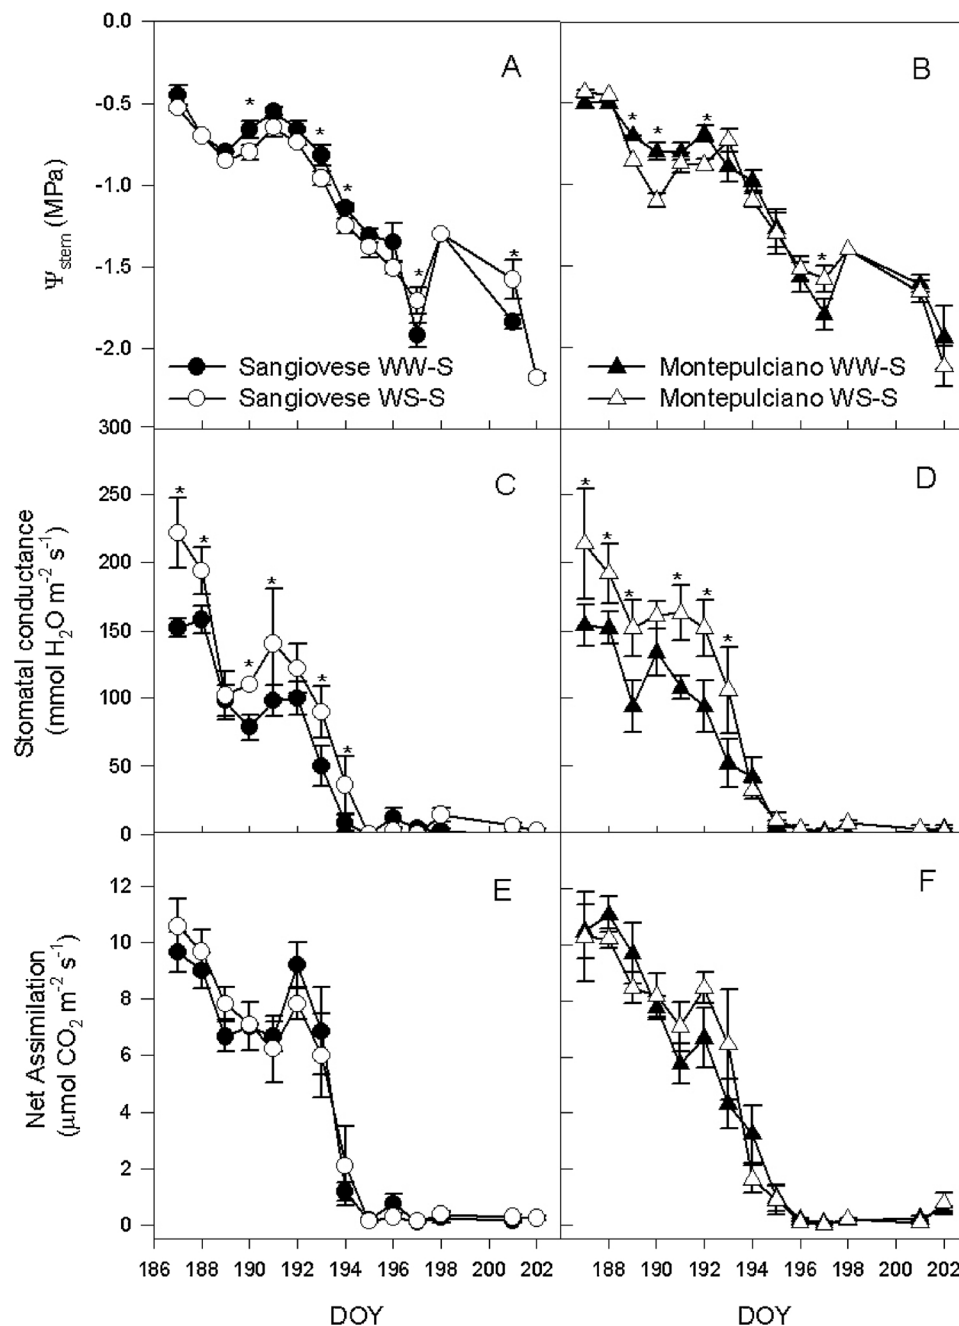 0.0
-0.5
-1.0
-1.5
-2.0
Ψstem (MPa)
A
* * * * *
Sangiovese WW-S
Sangiovese WS-S
B
* * * *
Montepulciano WW-S
Montepulciano WS-S
300
250
200
150
100
50
0
Stomatal conductance
(mmol H₂O m⁻² s⁻¹)
C
* * * * * *
D
* * * * * *
12
10
8
6
4
2
0
Net Assimilation
(μmol CO₂ m⁻² s⁻¹)
E
F
186 188 190 192 194 196 198 200 202
188 190 192 194 196 198 200 202
DOY
DOY